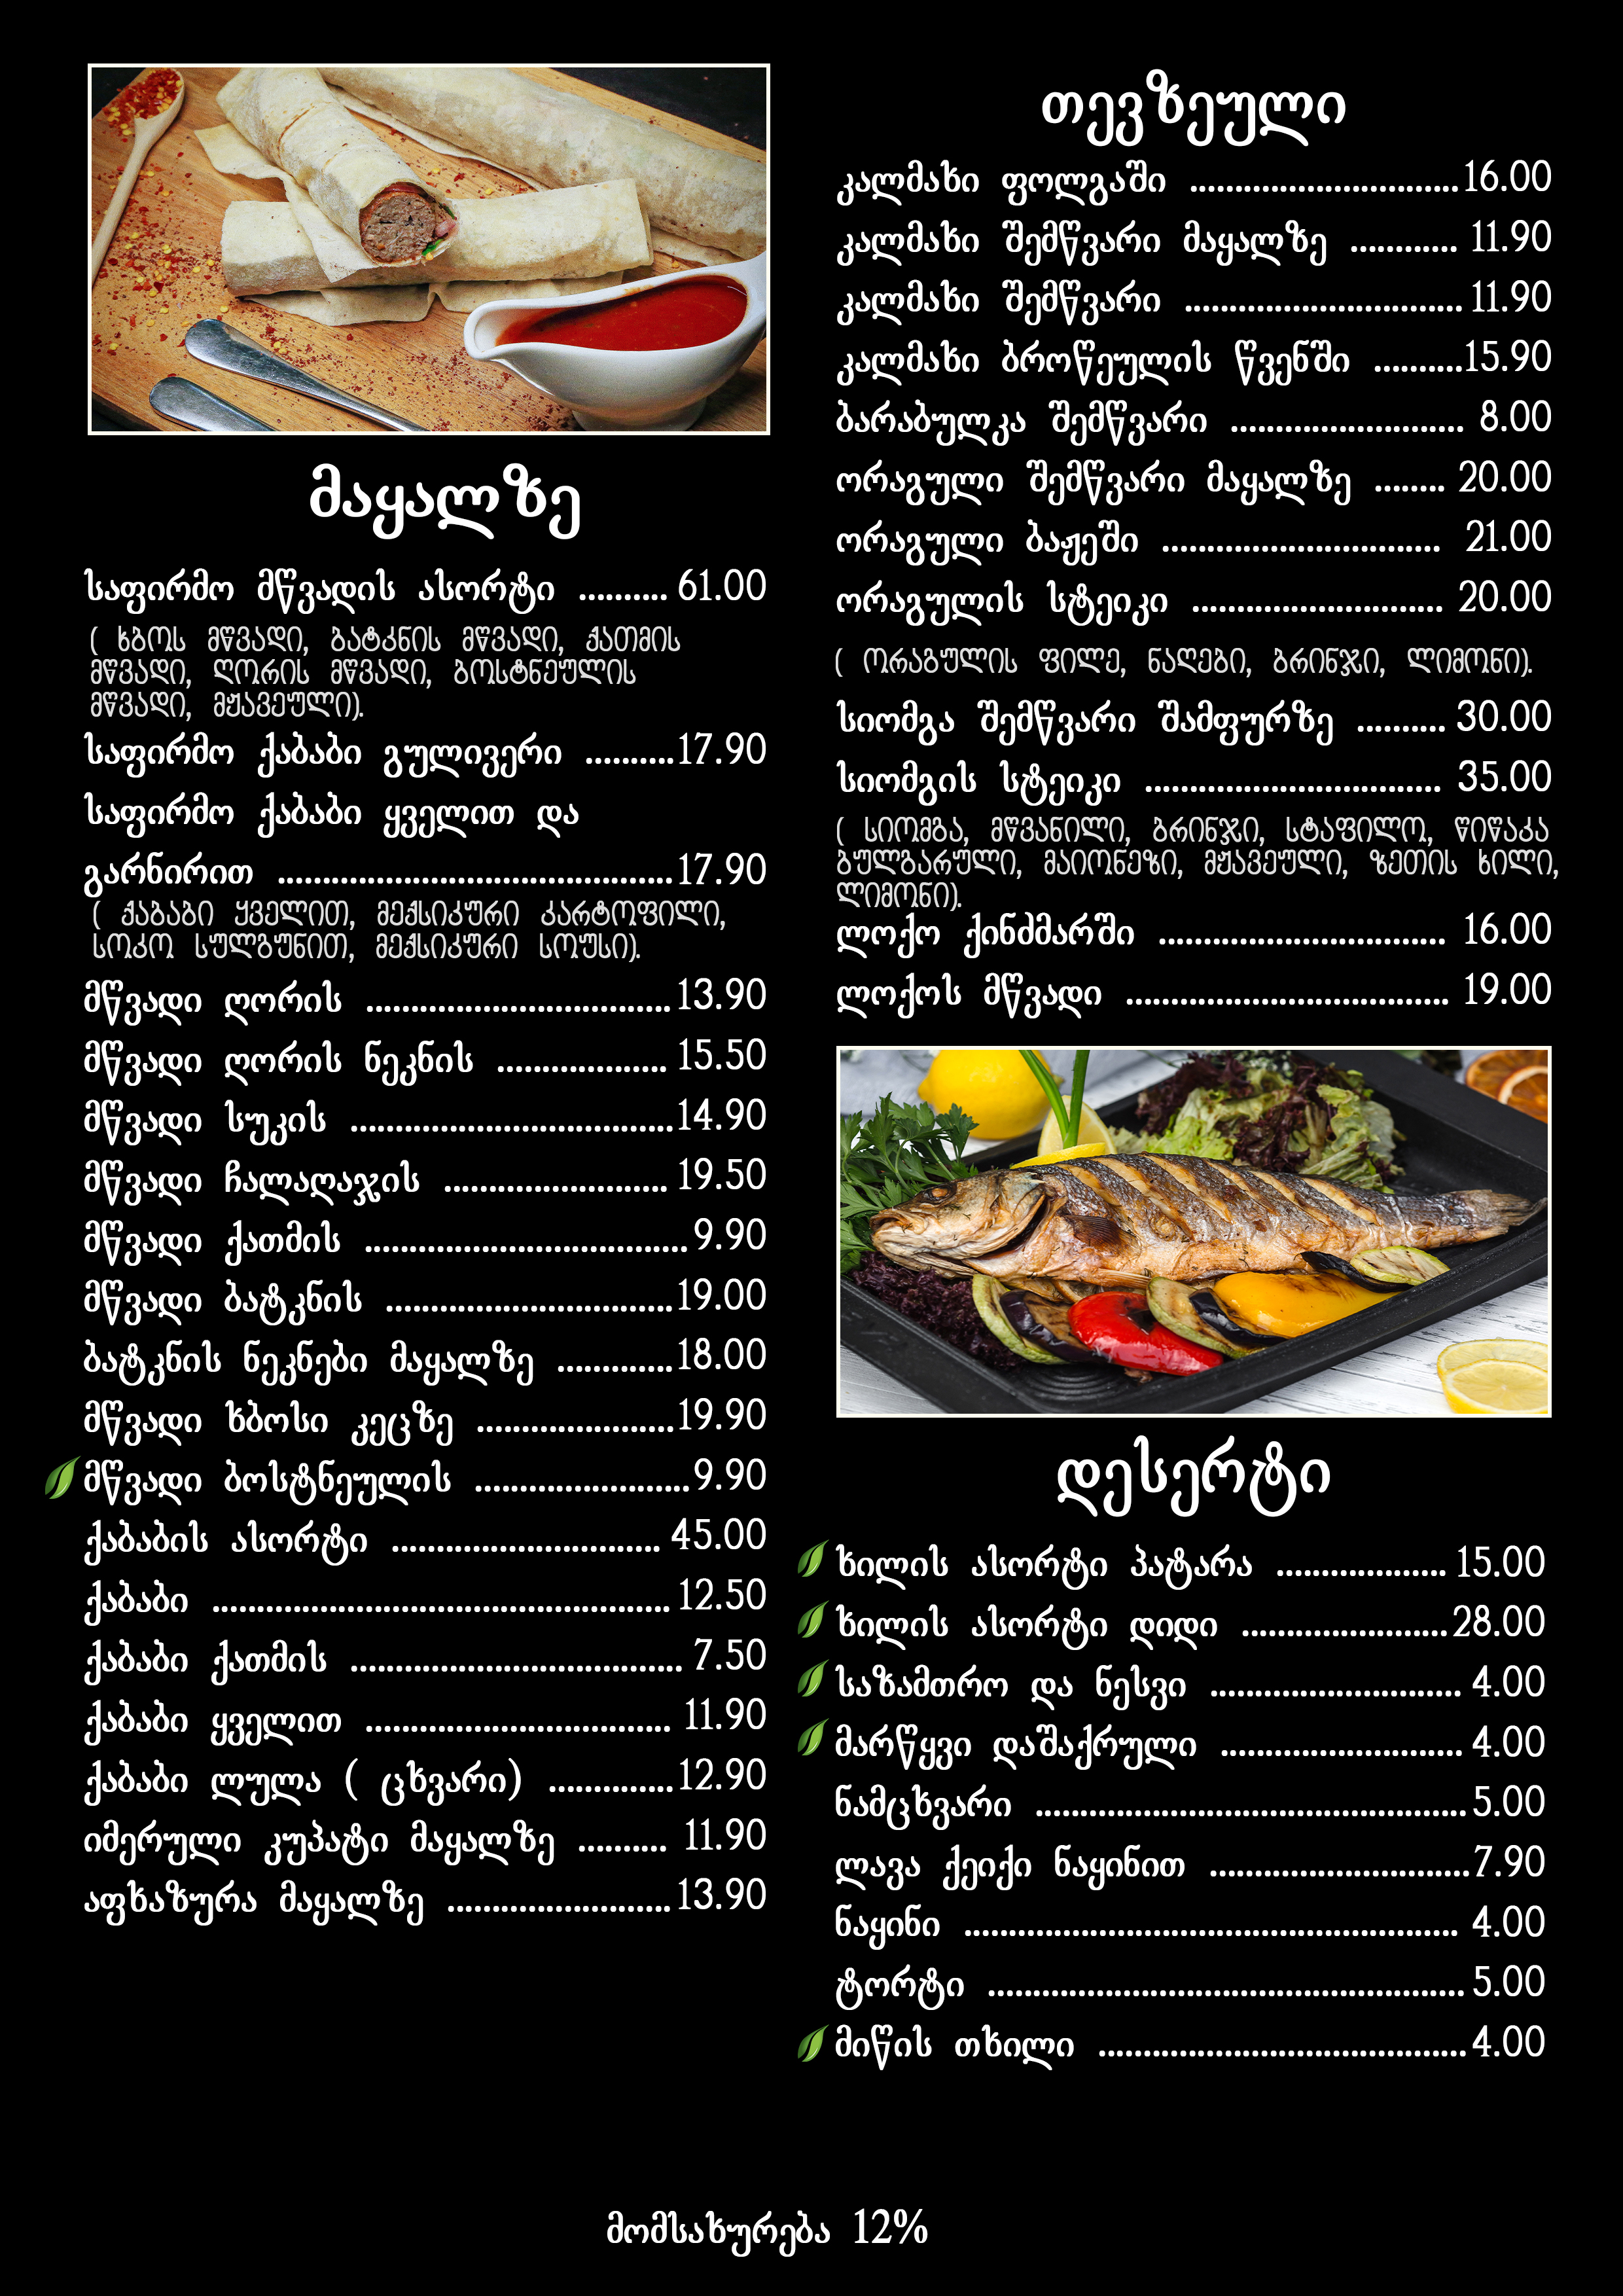 მაყალზე
საფირმო მწვადის ასორტი .......... 61.00
( ხბოს მწვადი, ბატკნის მწვადი, ქათმის
მწვადი, ღორის მწვადი, ბოსტნეულის
მწვადი, მჟავეული).
საფირმო ქაბაბი გულივერი ..........17.90
საფირმო ქაბაბი ყველით და
გარნირით ............................................17.90
( ქაბაბი ყველით, მექსიკური კარტოფილი,
სოკო სულგუნით, მექსიკური სოუსი).
მწვადი ღორის ..................................13.90
მწვადი ღორის ნეკნის ................... 15.50
მწვადი სუკის ....................................14.90
მწვადი ჩალაღაჯის ......................... 19.50
მწვადი ქათმის .................................... 9.90
მწვადი ბატკნის ................................19.00
ბატკნის ნეკნები მაყალზე .............18.00
მწვადი ხბოსი კეცზე ......................19.90
მწვადი ბოსტნეულის ........................9.90
ქაბაბის ასორტი .............................. 45.00
ქაბაბი ................................................... 12.50
ქაბაბი ქათმის ..................................... 7.50
ქაბაბი ყველით .................................. 11.90
ქაბაბი ლულა ( ცხვარი) ..............12.90
იმერული კუპატი მაყალზე .......... 11.90
აფხაზურა მაყალზე .........................13.90
თევზეული
კალმახი ფოლგაში ..............................16.00
კალმახი შემწვარი მაყალზე ............ 11.90
კალმახი შემწვარი ............................... 11.90
კალმახი ბროწეულის წვენში ..........15.90
ბარაბულკა შემწვარი .......................... 8.00
ორაგული შემწვარი მაყალზე ........ 20.00
ორაგული ბაჟეში ............................... 21.00
ორაგულის სტეიკი ............................ 20.00
( ორაგულის ფილე, ნაღები, ბრინჯი, ლიმონი).
სიომგა შემწვარი შამფურზე .......... 30.00
სიომგის სტეიკი ................................. 35.00
( სიომგა, მწვანილი, ბრინჯი, სტაფილო, წიწაკა
ბულგარული, მაიონეზი, მჟავეული, ზეთის ხილი,
ლიმონი).
ლოქო ქინძმარში ................................ 16.00
ლოქოს მწვადი .................................... 19.00
დესერტი
ხილის ასორტი პატარა ................... 15.00
ხილის ასორტი დიდი .......................28.00
საზამთრო და ნესვი ............................ 4.00
მარწყვი დაშაქრული ........................... 4.00
ნამცხვარი ................................................5.00
ლავა ქეიქი ნაყინით .............................7.90
ნაყინი ....................................................... 4.00
ტორტი ..................................................... 5.00
მიწის თხილი .........................................4.00
მომსახურება 12%